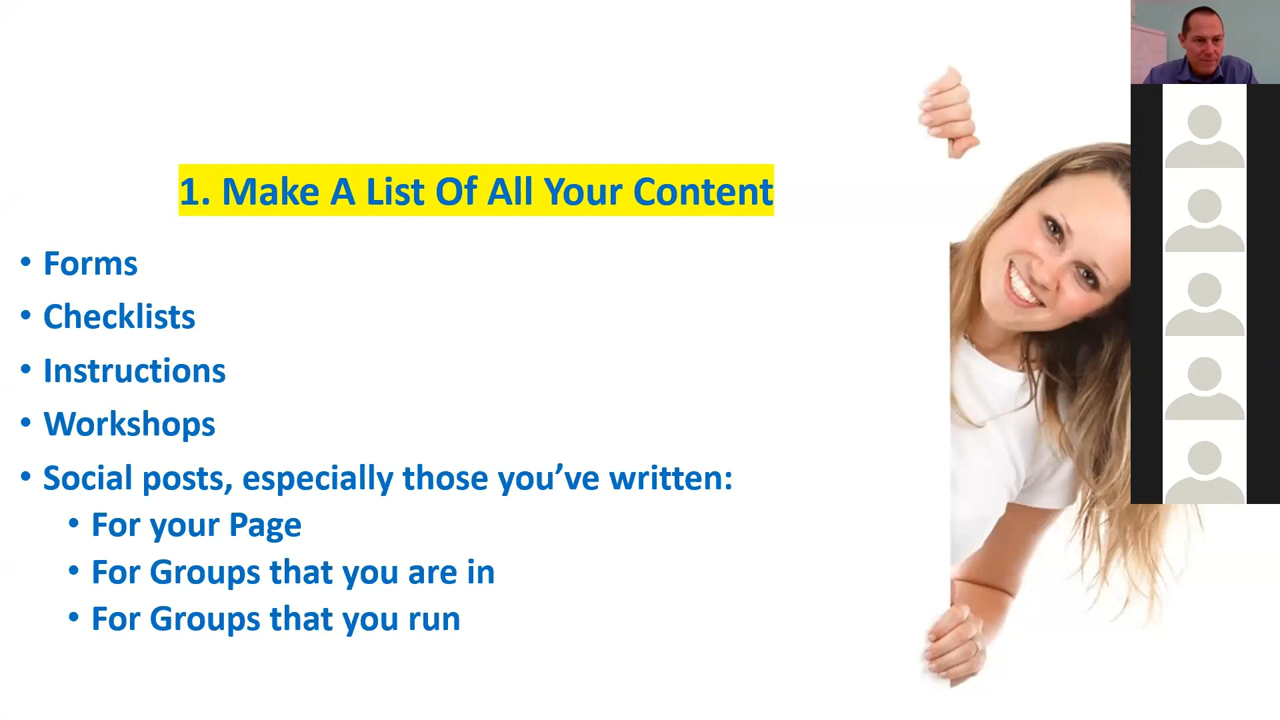 1. Make A List Of All Your Content
• Forms
• Checklists
• Instructions
• Workshops
• Social posts, especially those you’ve written:
• For your Page
• For Groups that you are in
• For Groups that you run